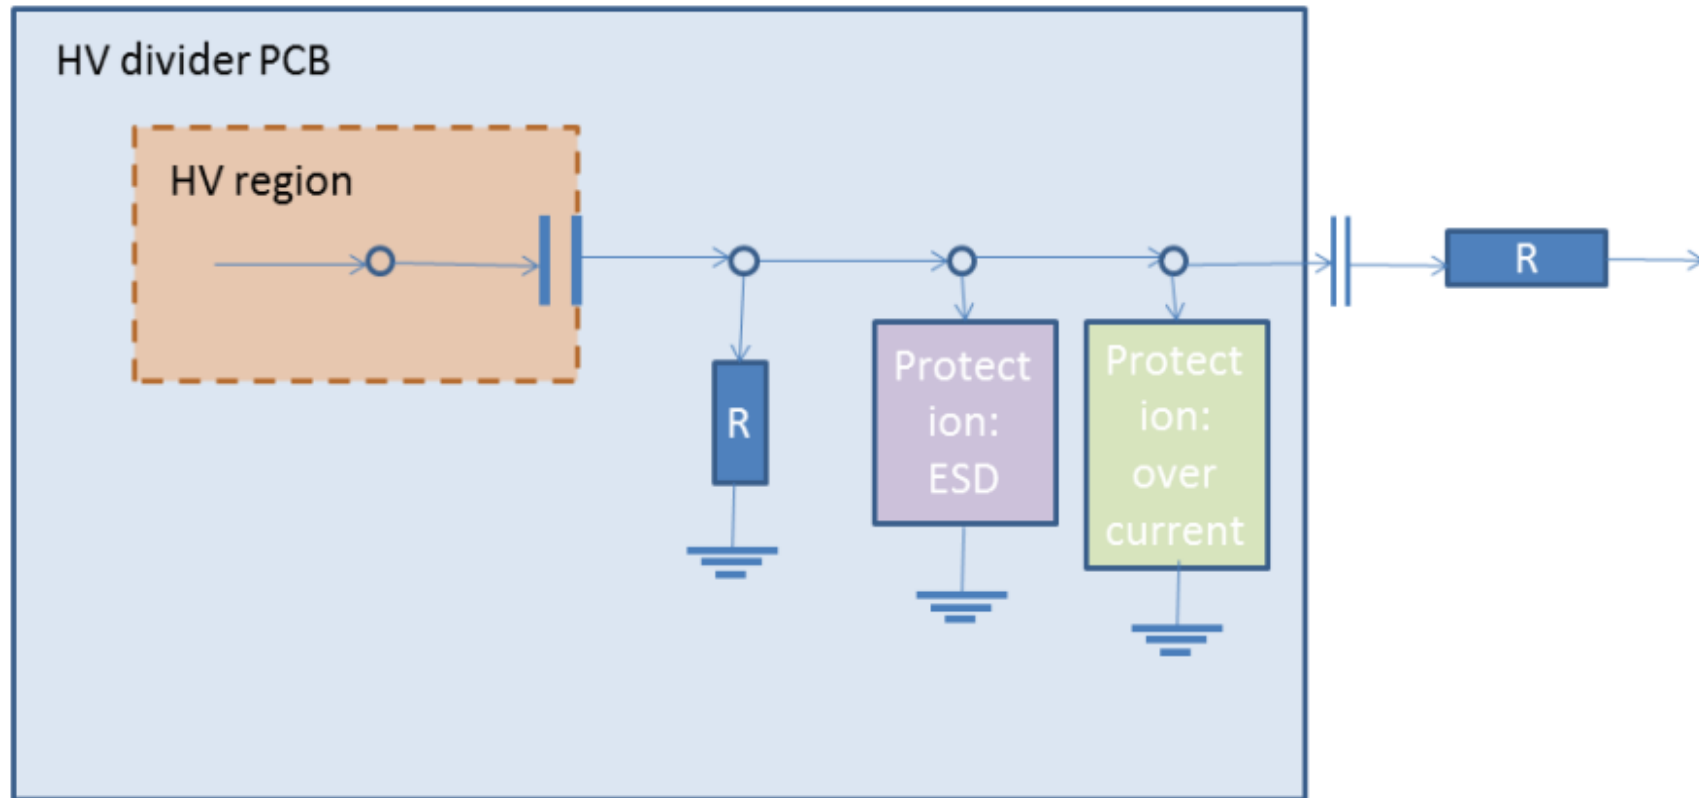 HV divider PCB
HV region
R
R
Protect
ion:
ESD
Protect
ion:
over
current